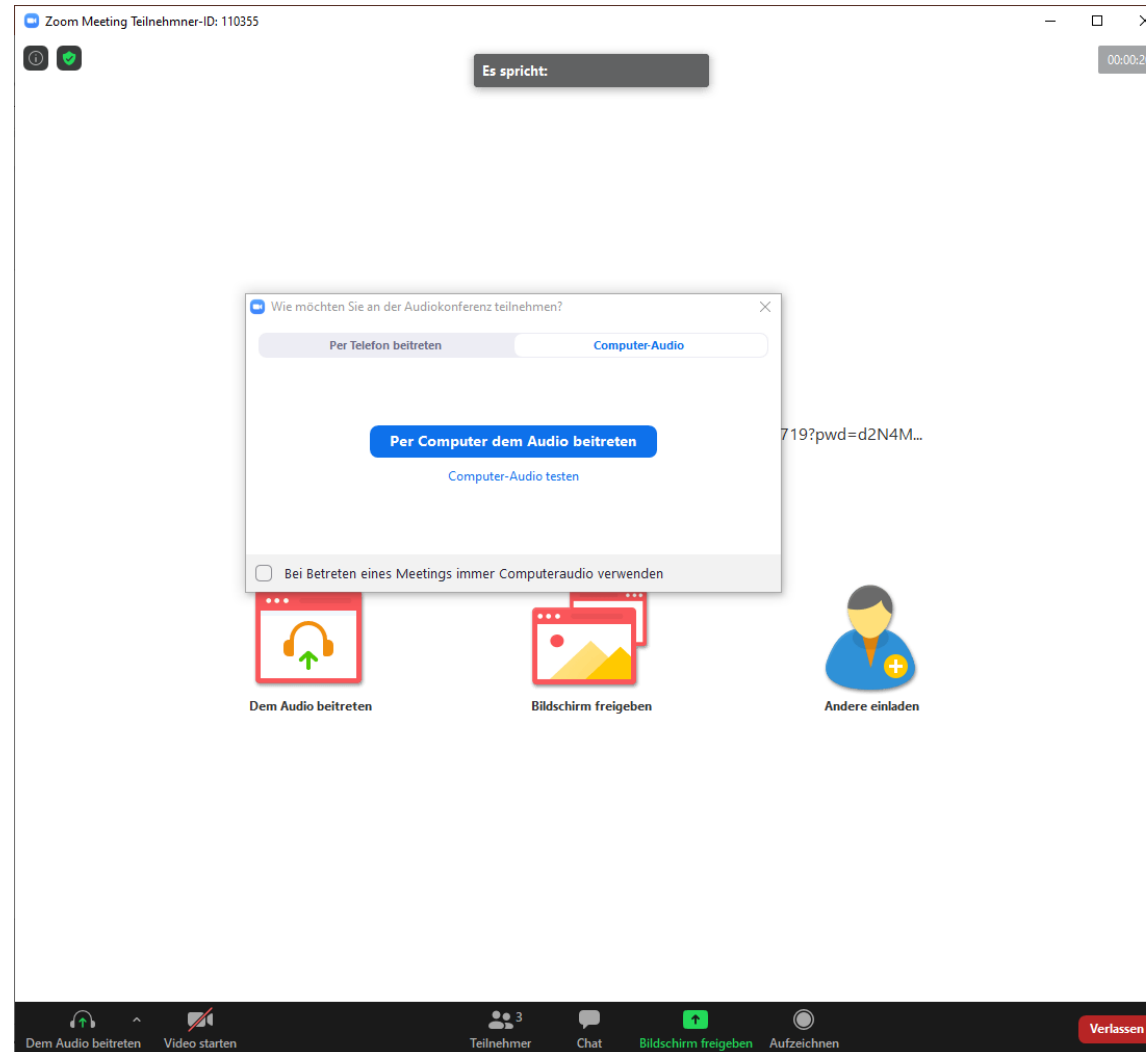 Zoom Meeting Teilnehmner-ID: 110355
Es spricht:
00:00:2
Wie möchten Sie an der Audiokonferenz teilnehmen?
Per Telefon beitreten
Computer-Audio
Per Computer dem Audio beitreten
719?pwd=d2N4M...
Computer-Audio testen
Bei Betreten eines Meetings immer Computeraudio verwenden
Dem Audio beitreten
Bildschirm freigeben
Andere einladen
3
Dem Audio beitreten
Video starten
Teilnehmer
Chat
Bildschirm freigeben
Aufzeichnen
Verlassen